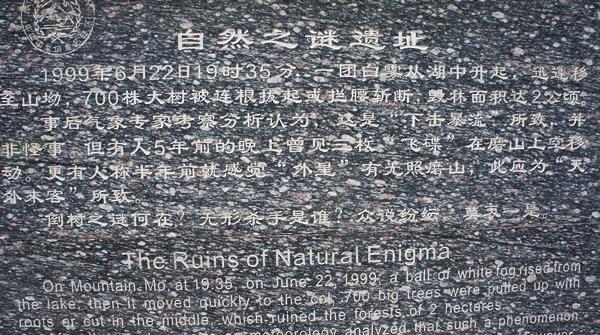 自然之谜遗址
1999年6月22日19时35分,一团白雾从湖中升起,迅速移
至山坳,700株大树被连根拔起或拦腰斩断,毁林面积达2公顷。
事后气象专家考察分析认为,这是“下击暴流”所致,并
非怪事。但有人5年前的晚上曾见三枚“飞碟”在磨山上空移
动。更有人称半年前就感觉“外星”有光照磨山,此应为“天
外来客”所致。
倒树之谜何在?无形杀手是谁?众说纷纭,莫衷一是。
The Ruins of Natural Enigma
On Mountain Mo, at 19:35, on June 22, 1999, a ball of white fog rised from
the lake, then it moved quickly to the col, 700 big trees were pulled up with
roots or cut in the middle, which ruined the forests of 2 hectares.
meteorology analyzed that such a phenomenon